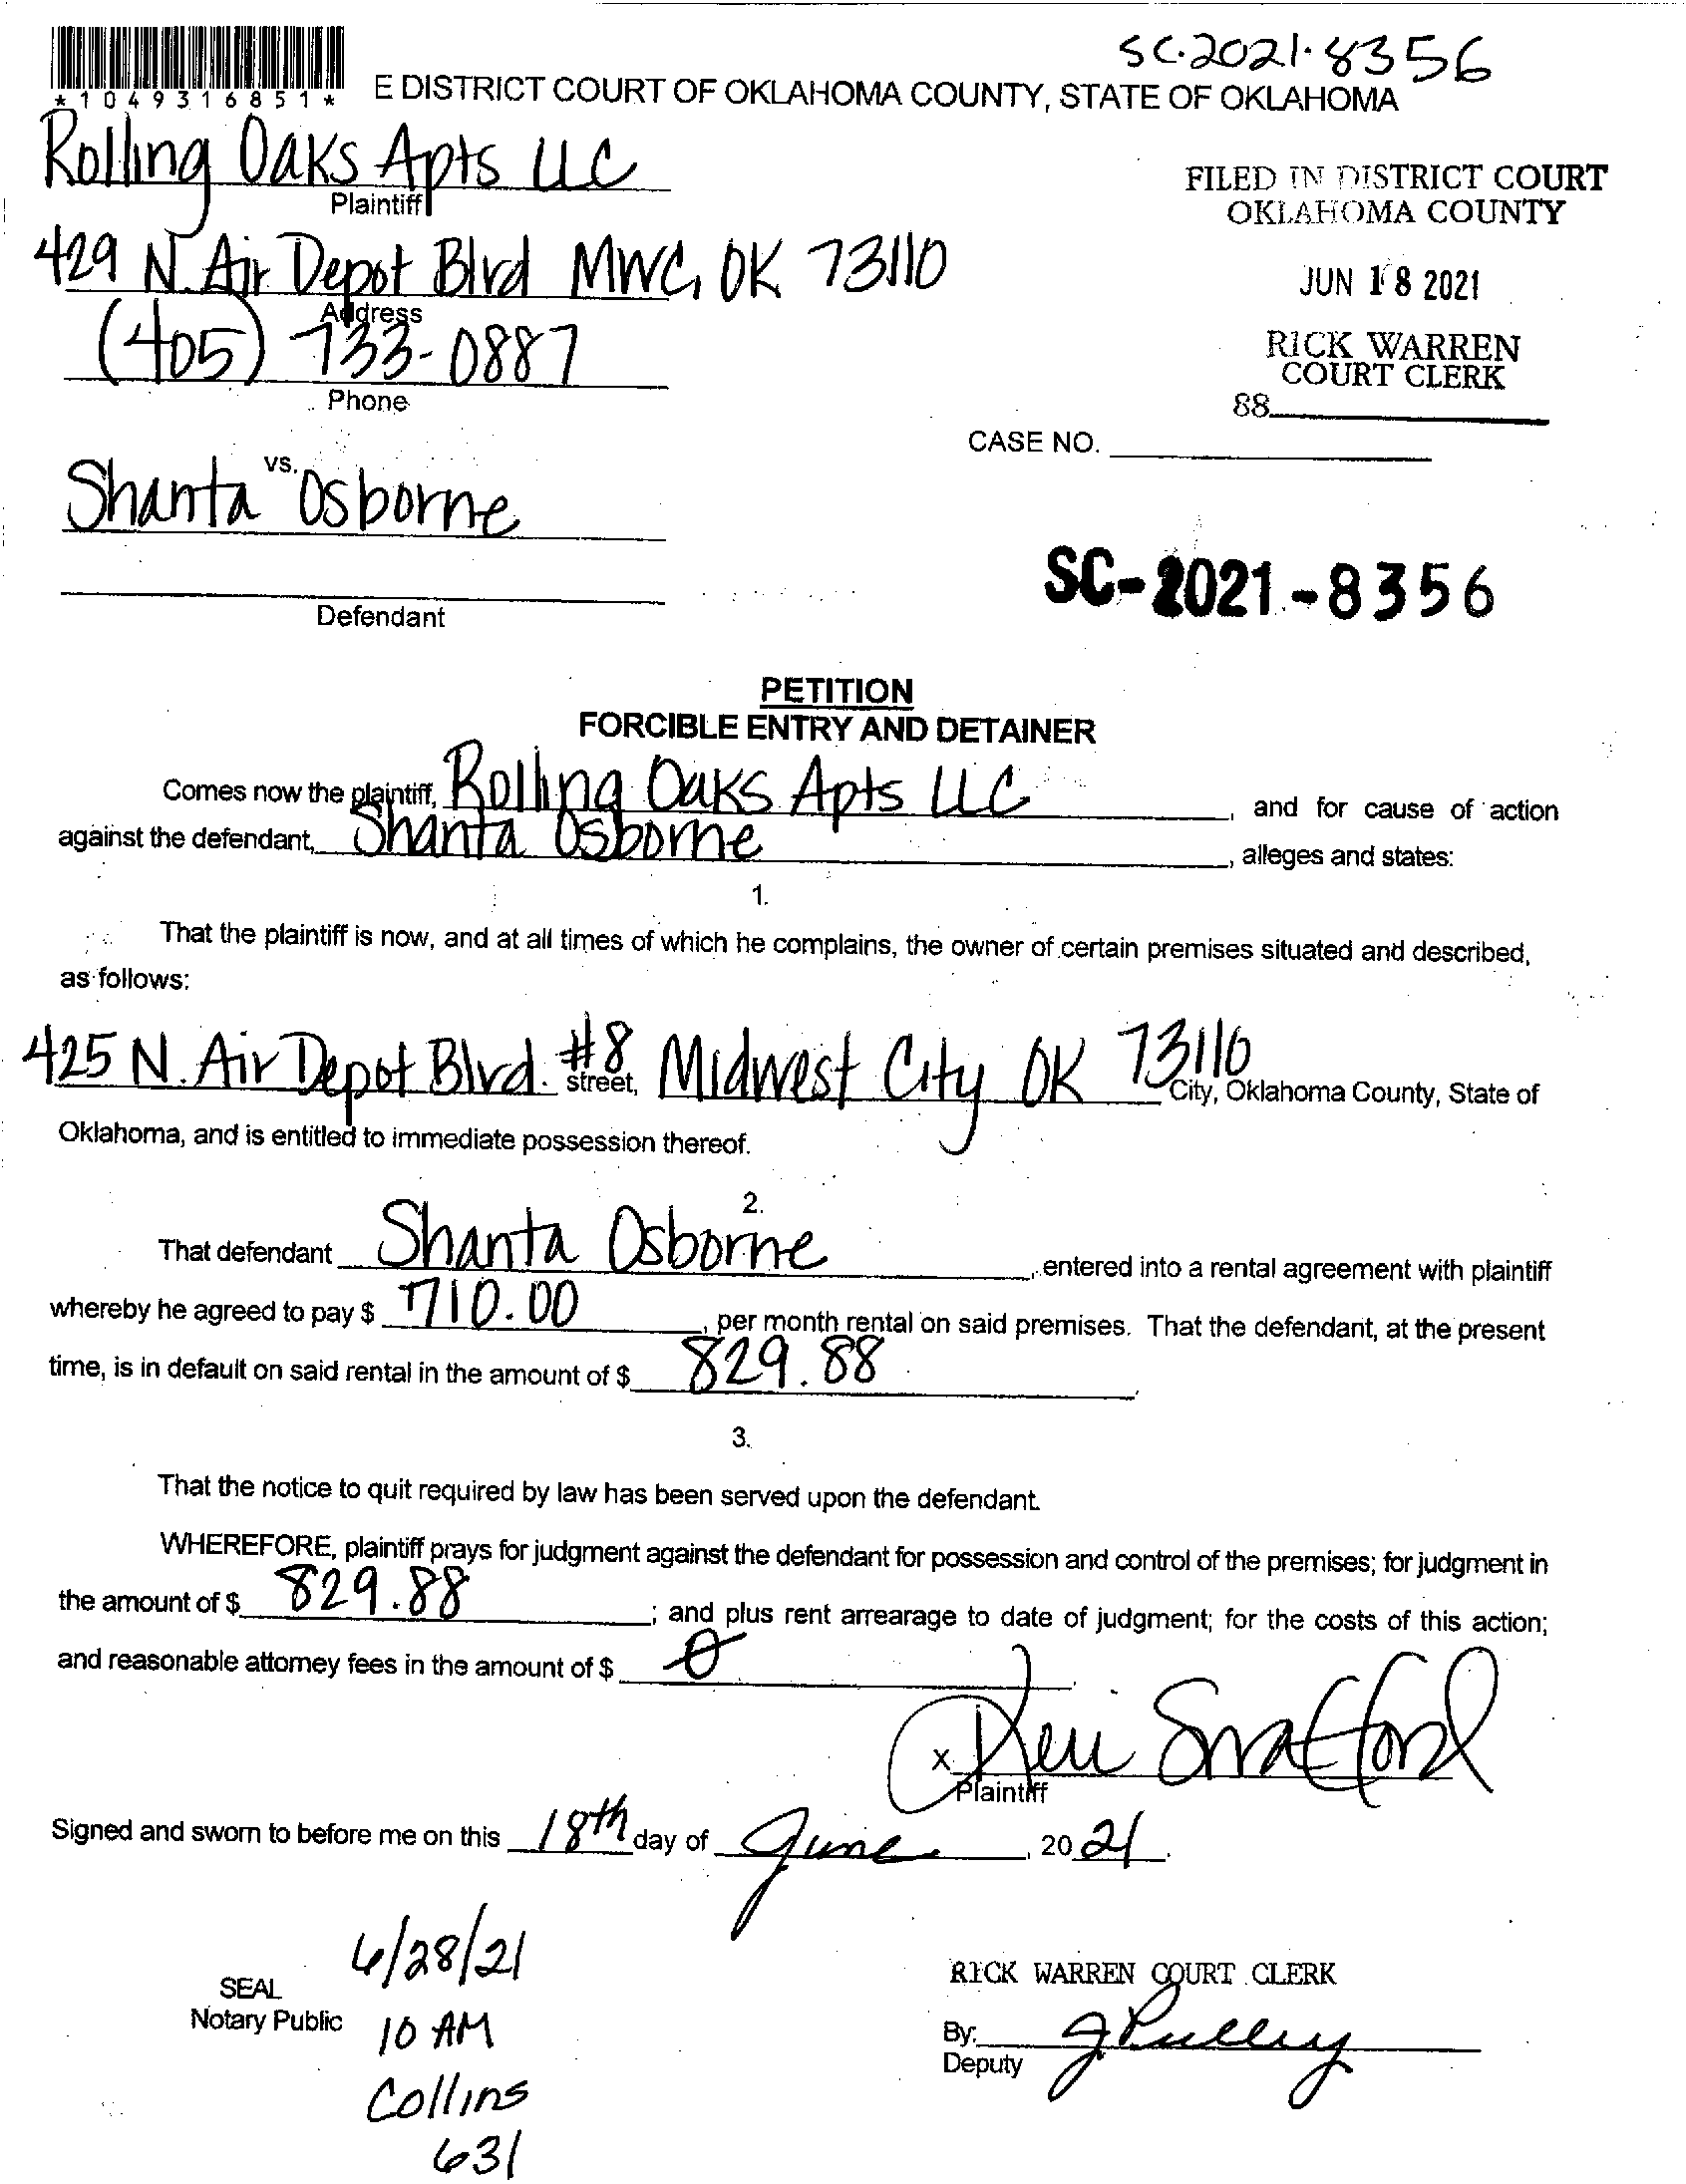 SC-2021-8356
*1049316851*
E DISTRICT COURT OF OKLAHOMA COUNTY, STATE OF OKLAHOMA
Rolling Oaks Apts LLC
Plaintiff
FILED IN DISTRICT COURT
OKLAHOMA COUNTY
429 N. Air Depot Blvd MWC, OK 73110
Address
JUN 18 2021
(405) 733-0887
Phone
RICK WARREN
COURT CLERK
88
CASE NO.
vs.
Shanta Osborne
Defendant
SC-2021-8356
PETITION
FORCIBLE ENTRY AND DETAINER
Comes now the plaintiff, Rolling Oaks Apts LLC, and for cause of action
against the defendant, Shanta Osborne, alleges and states:
1.
That the plaintiff is now, and at all times of which he complains, the owner of certain premises situated and described,
as follows:
425 N. Air Depot Blvd. #8 street, Midwest City OK 73110 City, Oklahoma County, State of
Oklahoma, and is entitled to immediate possession thereof.
2.
That defendant Shanta Osborne, entered into a rental agreement with plaintiff
whereby he agreed to pay $ 710.00, per month rental on said premises. That the defendant, at the present
time, is in default on said rental in the amount of $ 829.88.
3.
That the notice to quit required by law has been served upon the defendant.
WHEREFORE, plaintiff prays for judgment against the defendant for possession and control of the premises; for judgment in
the amount of $ 829.88; and plus rent arrearage to date of judgment; for the costs of this action;
and reasonable attorney fees in the amount of $ 0.
X
Plaintiff
Signed and sworn to before me on this 18th day of June, 2021.
6/28/21
SEAL
Notary Public
10 AM
Collins
631
RICK WARREN COURT CLERK
By: J Pulley
Deputy